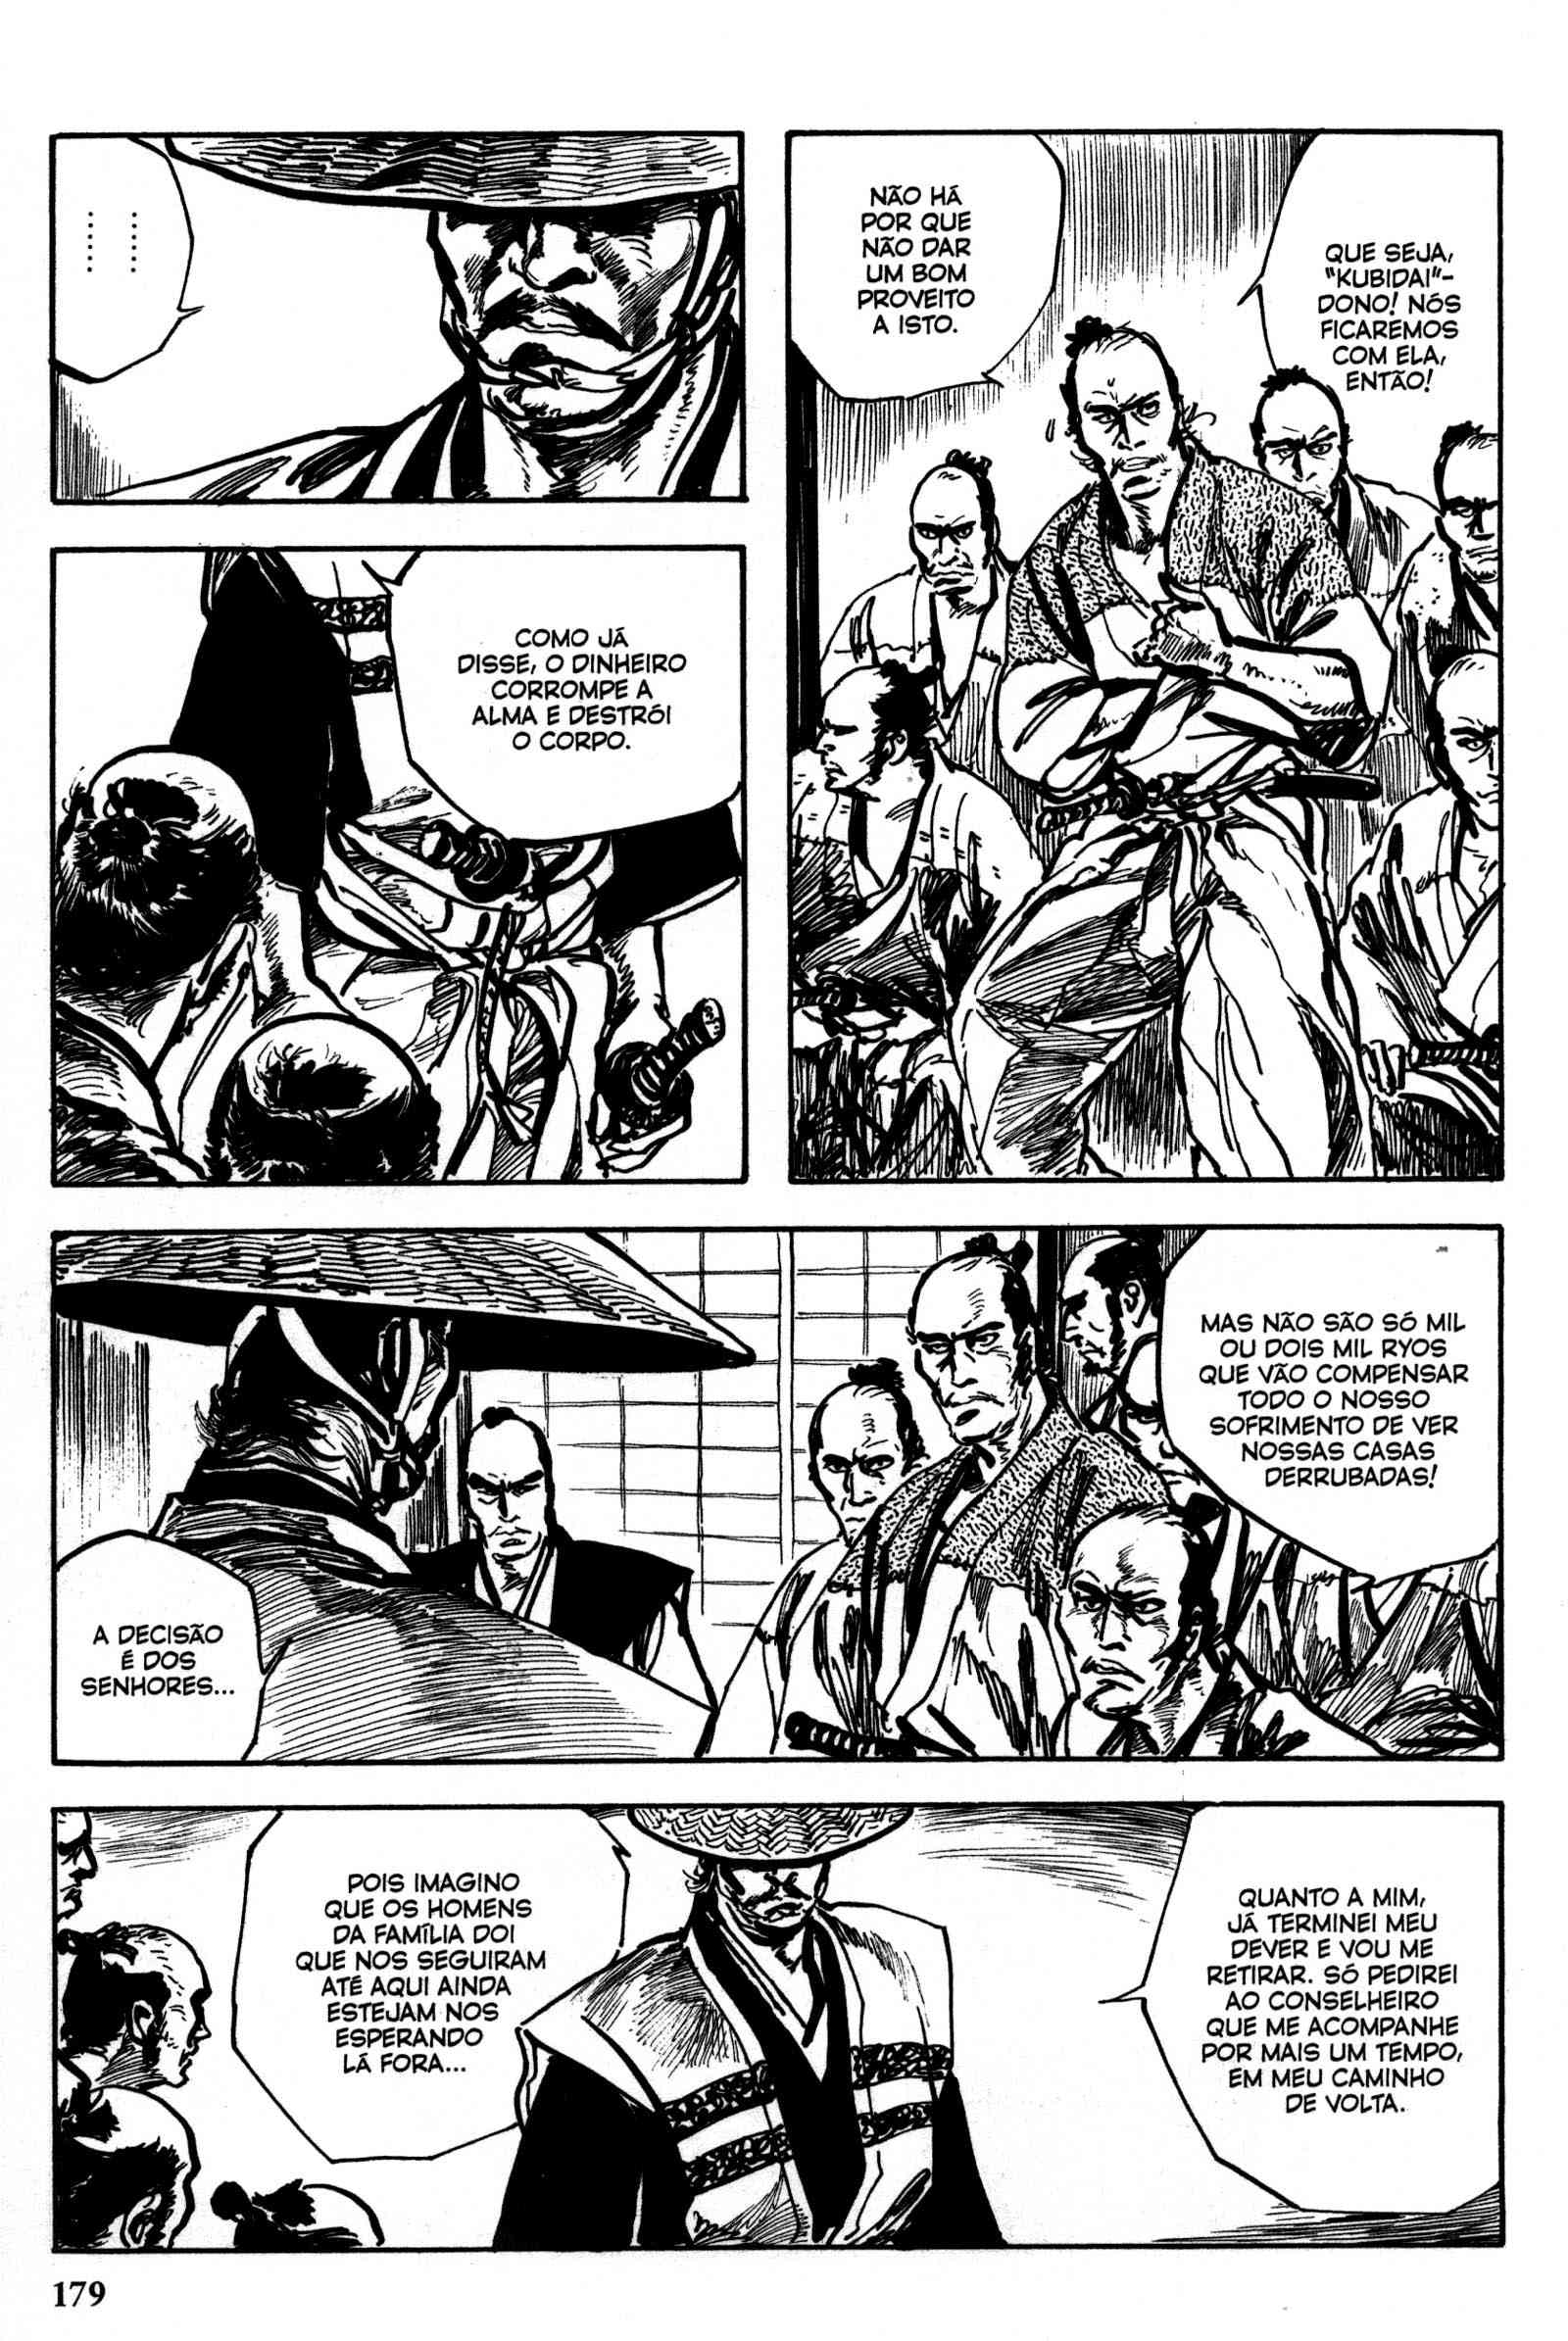 QUE SEJA,
"KUBIDAI"-
DONO! NÓS
FICAREMOS
COM ELA,
ENTÃO!
NÃO HÁ
POR QUE
NÃO DAR
UM BOM
PROVEITO
A ISTO.
......
......
COMO JÁ
DISSE, O DINHEIRO
CORROMPE A
ALMA E DESTRÓI
O CORPO.
MAS NÃO SÃO SÓ MIL
OU DOIS MIL RYOS
QUE VÃO COMPENSAR
TODO O NOSSO
SOFRIMENTO DE VER
NOSSAS CASAS
DERRUBADAS!
A DECISÃO
É DOS
SENHORES...
QUANTO A MIM,
JÁ TERMINEI MEU
DEVER E VOU ME
RETIRAR. SÓ PEDIREI
AO CONSELHEIRO
QUE ME ACOMPANHE
POR MAIS UM TEMPO,
EM MEU CAMINHO
DE VOLTA.
POIS IMAGINO
QUE OS HOMENS
DA FAMÍLIA DOI
QUE NOS SEGUIRAM
ATÉ AQUI AINDA
ESTEJAM NOS
ESPERANDO
LÁ FORA...
179